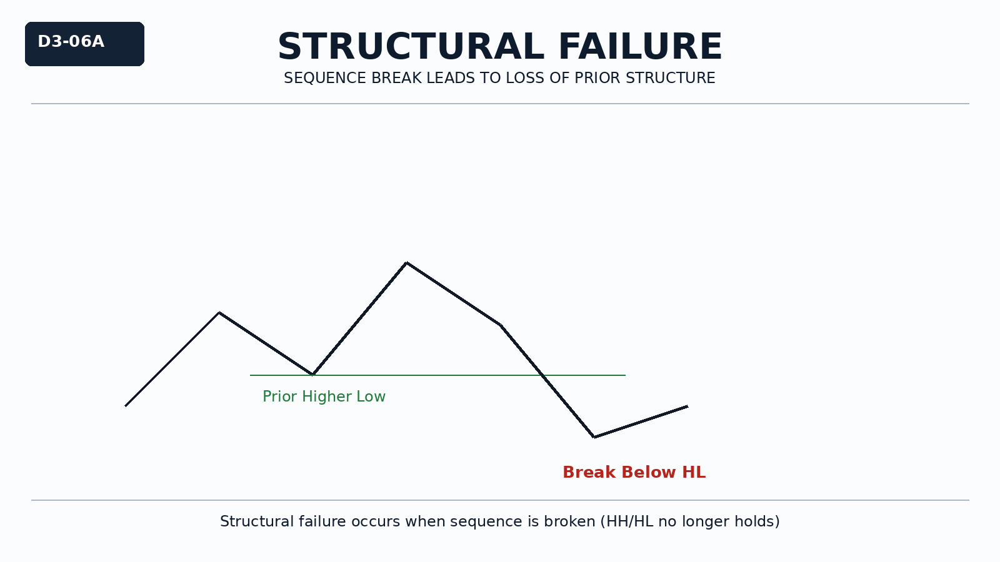 D3-06A
STRUCTURAL FAILURE
SEQUENCE BREAK LEADS TO LOSS OF PRIOR STRUCTURE
Prior Higher Low
Break Below HL
Structural failure occurs when sequence is broken (HH/HL no longer holds)